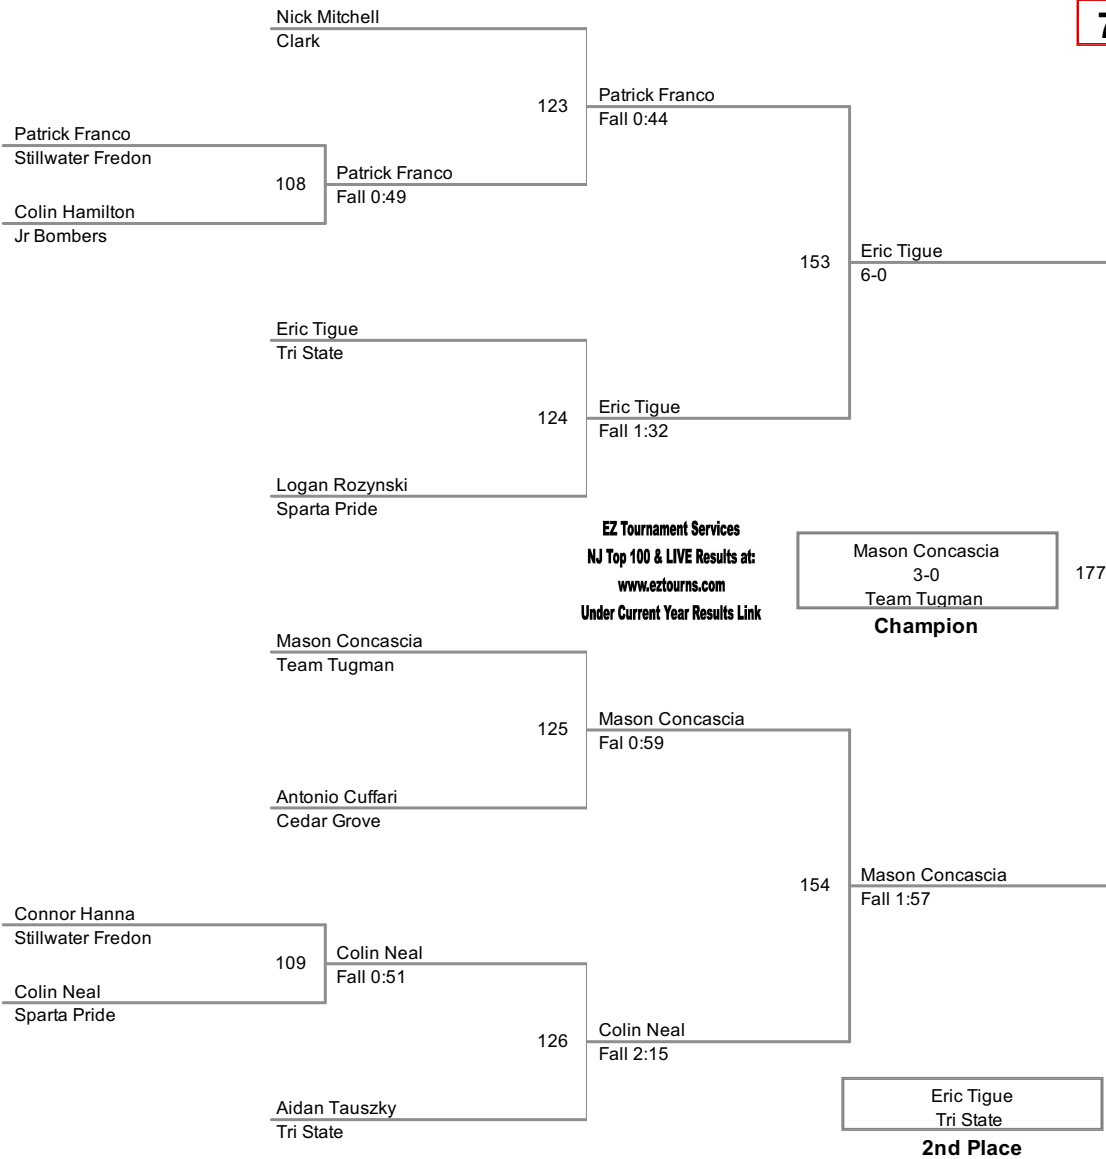 Nick Mitchell
Clark
7
123
Patrick Franco
Fall 0:44
Patrick Franco
Stillwater Fredon
108
Patrick Franco
Fall 0:49
Colin Hamilton
Jr Bombers
153
Eric Tigue
6-0
Eric Tigue
Tri State
124
Eric Tigue
Fall 1:32
Logan Rozynski
Sparta Pride
EZ Tournament Services
NJ Top 100 & LIVE Results at:
www.eztourns.com
Under Current Year Results Link
Mason Concascia
3-0
Team Tugman
177
Champion
Mason Concascia
Team Tugman
125
Mason Concascia
Fal 0:59
Antonio Cuffari
Cedar Grove
154
Mason Concascia
Fall 1:57
Connor Hanna
Stillwater Fredon
109
Colin Neal
Fall 0:51
Colin Neal
Sparta Pride
126
Colin Neal
Fall 2:15
Aidan Tauszky
Tri State
Eric Tigue
Tri State
2nd Place